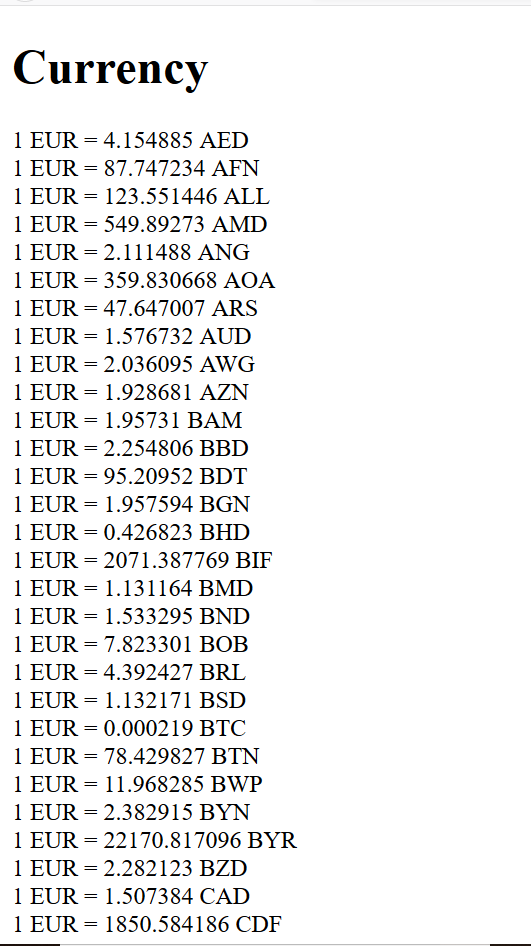 Currency
1 EUR = 4.154885 AED
1 EUR = 87.747234 AFN
1 EUR = 123.551446 ALL
1 EUR = 549.89273 AMD
1 EUR = 2.111488 ANG
1 EUR = 359.830668 AOA
1 EUR = 47.647007 ARS
1 EUR = 1.576732 AUD
1 EUR = 2.036095 AWG
1 EUR = 1.928681 AZN
1 EUR = 1.95731 BAM
1 EUR = 2.254806 BBD
1 EUR = 95.20952 BDT
1 EUR = 1.957594 BGN
1 EUR = 0.426823 BHD
1 EUR = 2071.387769 BIF
1 EUR = 1.131164 BMD
1 EUR = 1.533295 BND
1 EUR = 7.823301 BOB
1 EUR = 4.392427 BRL
1 EUR = 1.132171 BSD
1 EUR = 0.000219 BTC
1 EUR = 78.429827 BTN
1 EUR = 11.968285 BWP
1 EUR = 2.382915 BYN
1 EUR = 22170.817096 BYR
1 EUR = 2.282123 BZD
1 EUR = 1.507384 CAD
1 EUR = 1850.584186 CDF